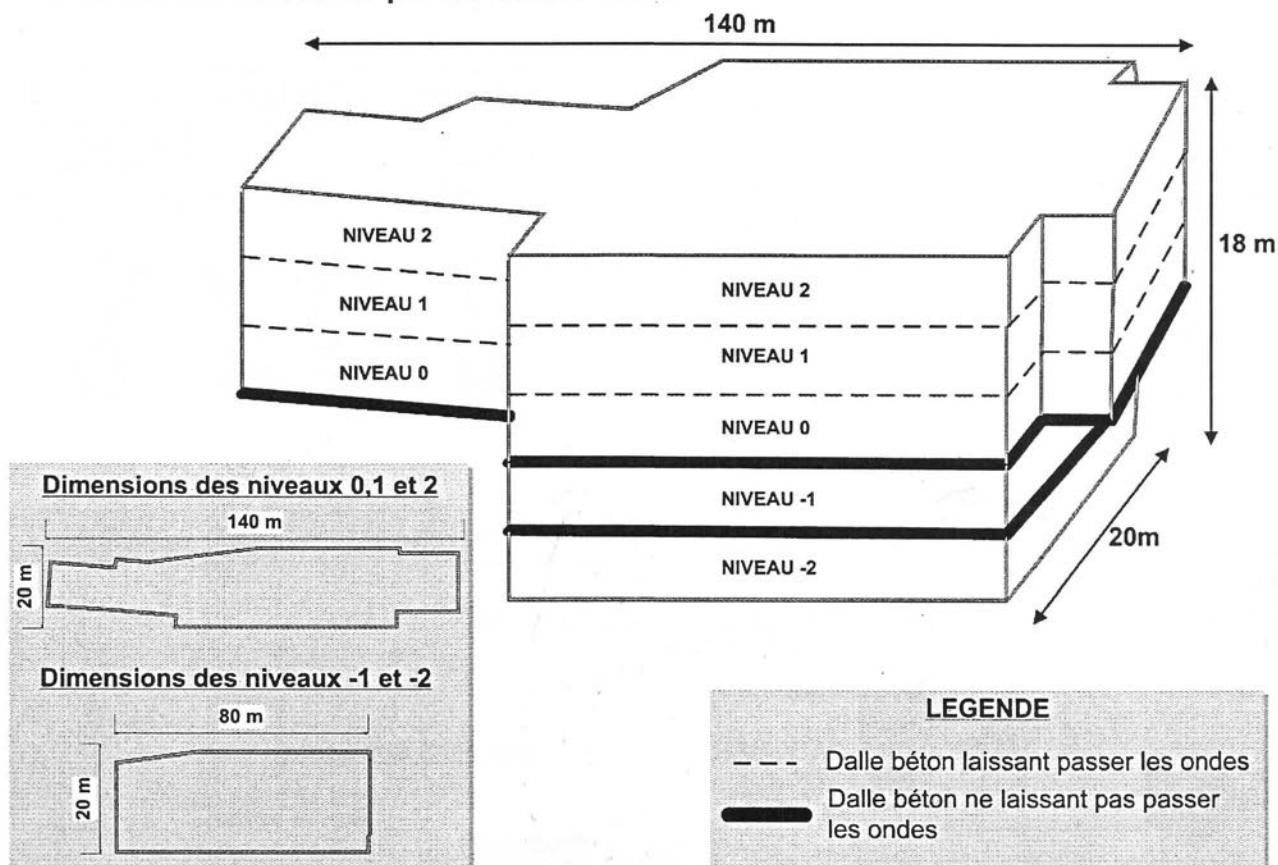 140 m
18 m
NIVEAU 2
NIVEAU 1
NIVEAU 0
NIVEAU 2
NIVEAU 1
NIVEAU 0
NIVEAU -1
NIVEAU -2
20m
Dimensions des niveaux 0,1 et 2
140 m
20 m
Dimensions des niveaux -1 et -2
80 m
20 m
LEGENDE
Dalle béton laissant passer les ondes
Dalle béton ne laissant pas passer
les ondes